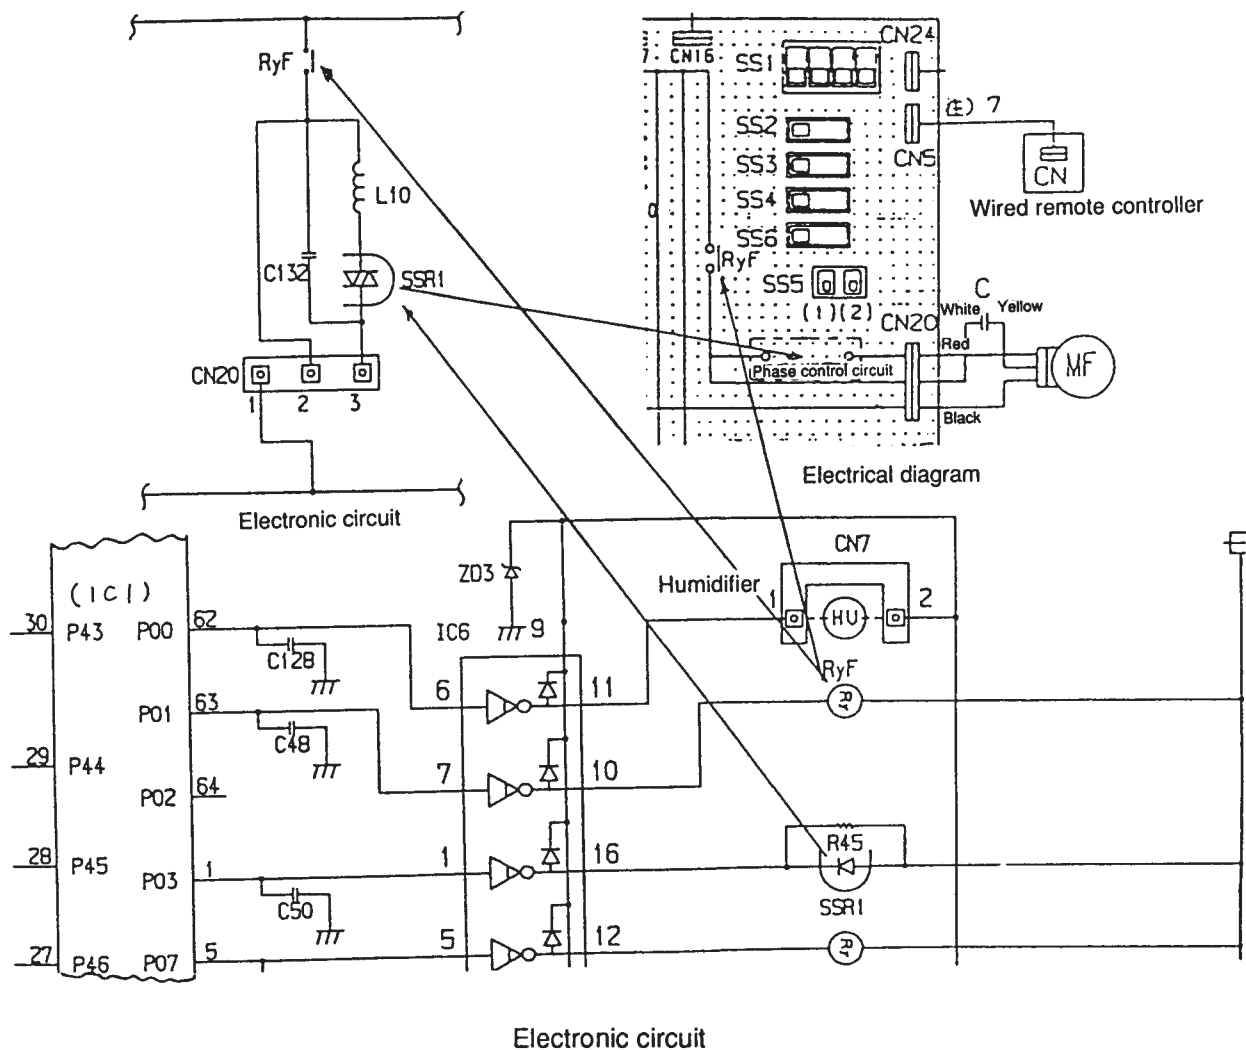 RyF
L10
C132
SSR1
CN20
1 2 3
Electronic circuit
7 CN16
SS1
CN24
SS2
SS3
SS4
SS6
SS5
(1)(2)
RyF
CN5
注) 7
CN
Wired remote controller
CN20
C
White Yellow
Red
Phase control circuit
MF
Black
Electrical diagram
(IC1)
30 P43 P00 62
C128
P01 63
C48
29 P44
P02 64
28 P45
P03 1
C50
27 P46 P07 5
ZD3
IC6 9
6 11
7 10
1 16
5 12
Humidifier
CN7
1 HU 2
RyF
Ry
R45
SSR1
Ry
Electronic circuit